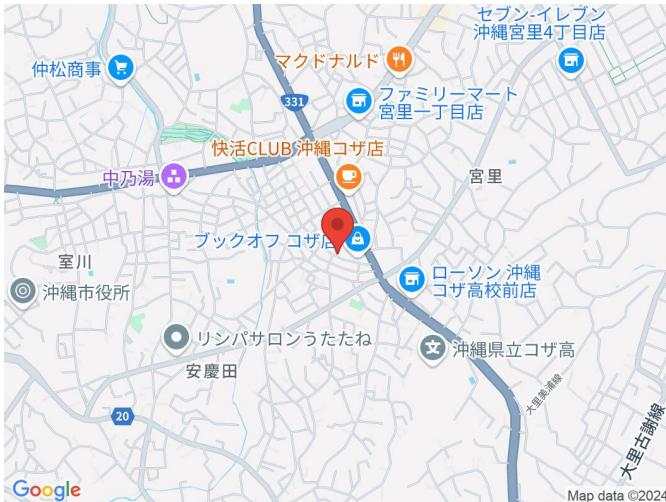 セブン-イレブン
沖縄宮里4丁目店
マクドナルド
仲松商事
331
ファミリーマート
宮里一丁目店
快活CLUB 沖縄コザ店
中乃湯
宮里
ブックオフ コザ店
室川
ローソン 沖縄
コザ高校前店
沖縄市役所
リンパサロンうたたね
沖縄県立コザ高
安慶田
大里美浦線
20
大里古謝線
Google
Map data ©2024